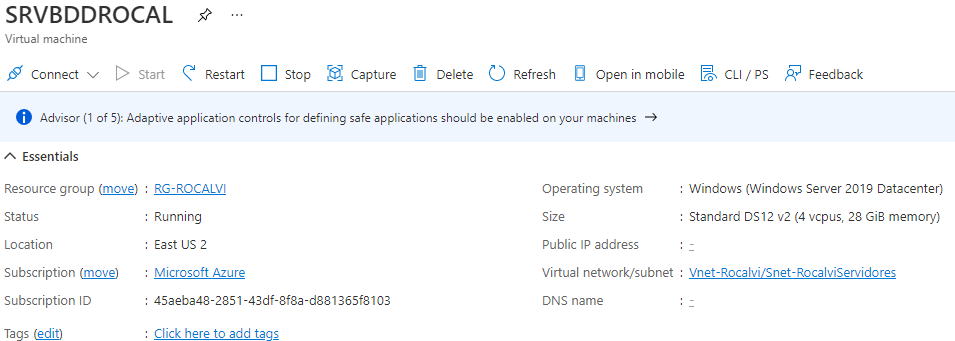 SRVBDDROCAL ...
Virtual machine
Connect Start Restart Stop Capture Delete Refresh Open in mobile CLI / PS Feedback
Advisor (1 of 5): Adaptive application controls for defining safe applications should be enabled on your machines →
Essentials
Resource group (move) : RG-ROCALVI Operating system : Windows (Windows Server 2019 Datacenter)
Status : Running Size : Standard DS12 v2 (4 vcpus, 28 GiB memory)
Location : East US 2 Public IP address : -
Subscription (move) : Microsoft Azure Virtual network/subnet : Vnet-Rocalvi/Snet-RocalviServidores
Subscription ID : 45aeba48-2851-43df-8f8a-d881365f8103 DNS name : -
Tags (edit) : Click here to add tags